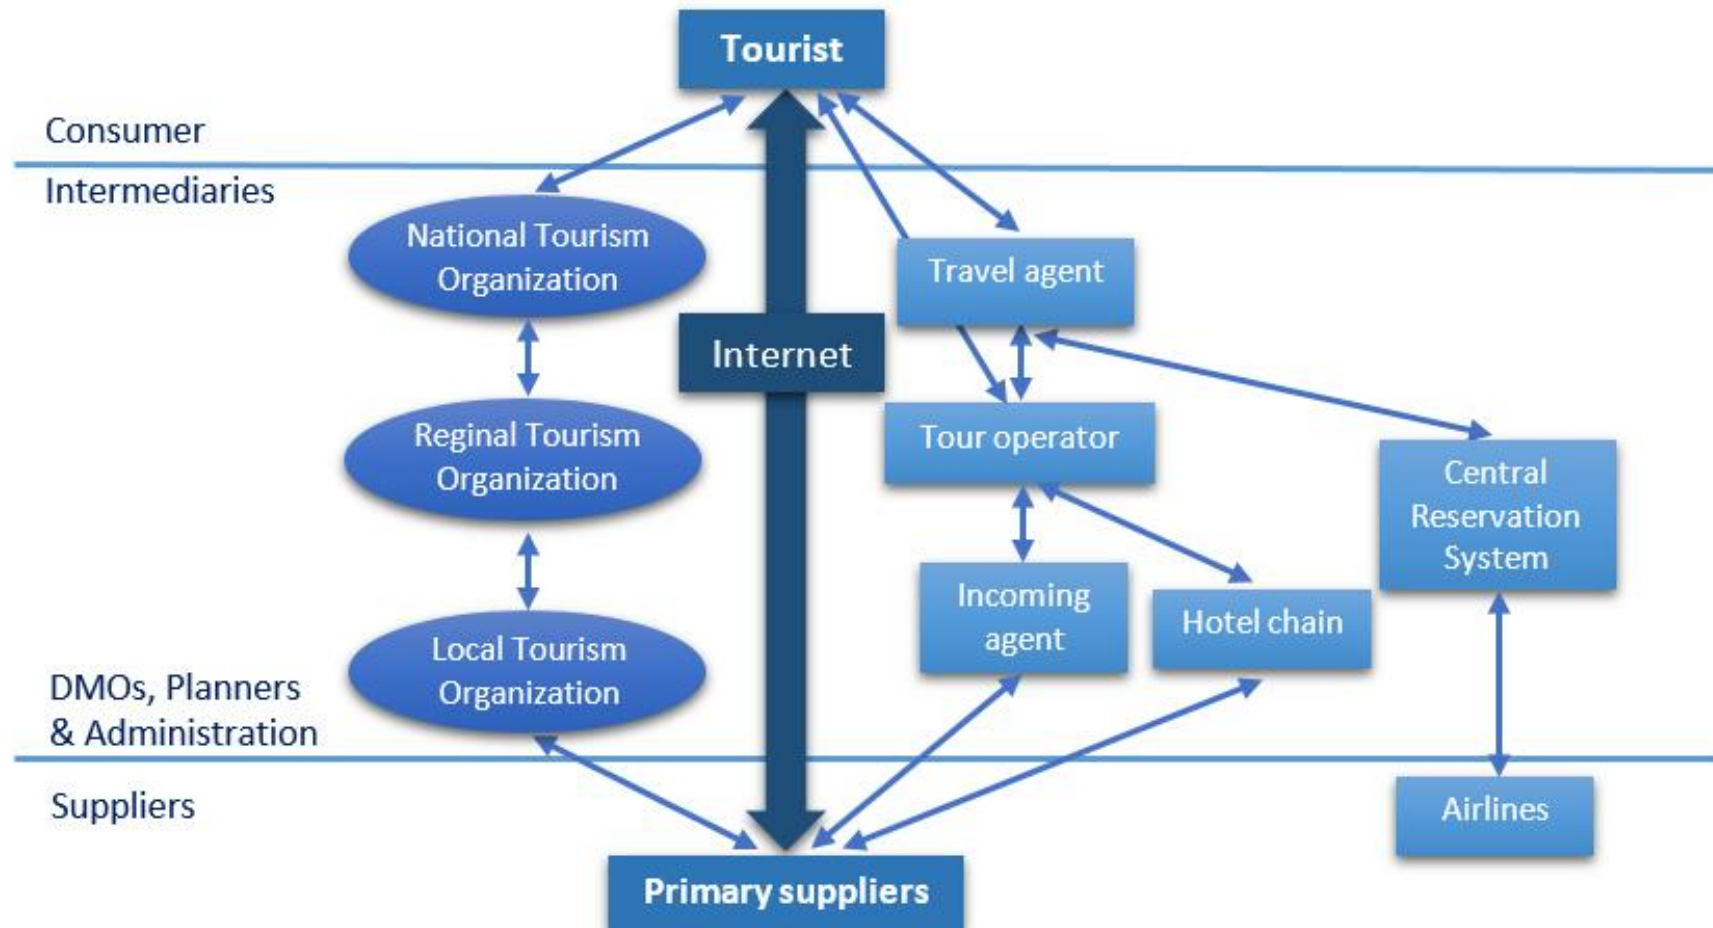 Tourist
Consumer
Intermediaries
National Tourism
Organization
Travel agent
Internet
Reginal Tourism
Organization
Tour operator
Central
Reservation
System
Incoming
agent
Hotel chain
Local Tourism
Organization
DMOs, Planners
& Administration
Suppliers
Airlines
Primary suppliers